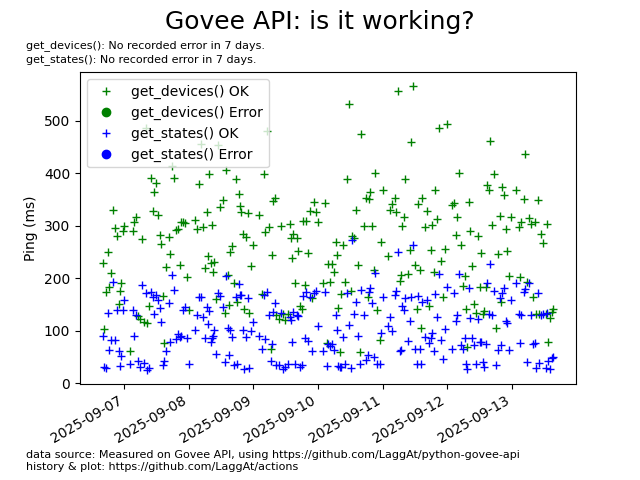 Govee API: is it working?
get_devices(): No recorded error in 7 days.
get_states(): No recorded error in 7 days.
get_devices() OK
get_devices() Error
get_states() OK
get_states() Error
Ping (ms)
500
400
300
200
100
0
2025-09-07
2025-09-08
2025-09-09
2025-09-10
2025-09-11
2025-09-12
2025-09-13
data source: Measured on Govee API, using https://github.com/LaggAt/python-govee-api
history & plot: https://github.com/LaggAt/actions